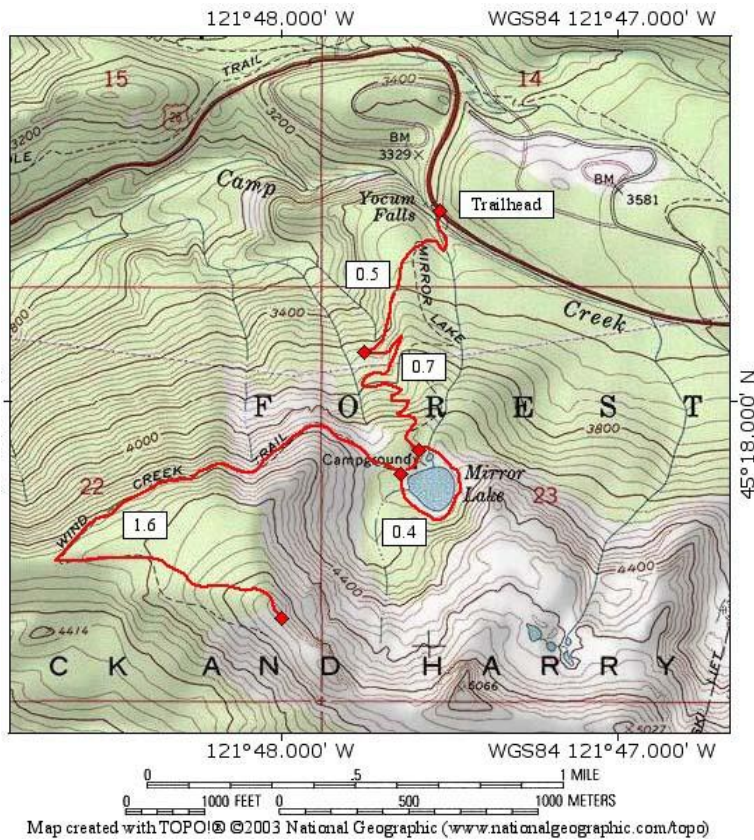 121°48.000' W WGS84 121°47.000' W
15
TRAIL
14
3400
26
3200
3200
BM
3329×
BM
3581
Camp
Yocum
Falls
Trailhead
MIRROR
LAKE
0.5
Creek
3400
0.7
F O R E S T
3800
45°18.000' N
4000
TRAIL
Campground
Mirror
Lake
22
CREEK
23
WIND
1.6
0.4
4400
4400
4414
C K A N D H A R R Y
5066
5027
SKI
121°48.000' W WGS84 121°47.000' W
0 .5 1 MILE
0 1000 FEET 0 500 1000 METERS
Map created with TOPO!® ©2003 National Geographic (www.nationalgeographic.com/topo)